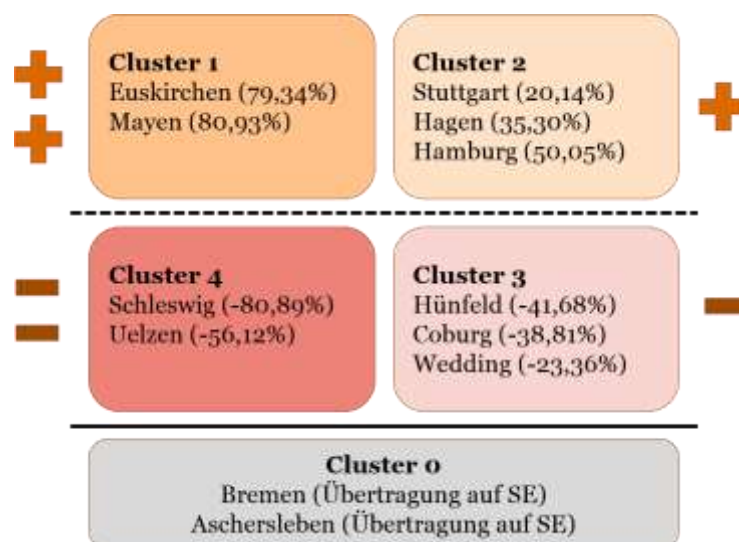 Cluster 1
Euskirchen (79,34%)
Mayen (80,93%)
Cluster 2
Stuttgart (20,14%)
Hagen (35,30%)
Hamburg (50,05%)
Cluster 4
Schleswig (-80,89%)
Uelzen (-56,12%)
Cluster 3
Hünfeld (-41,68%)
Coburg (-38,81%)
Wedding (-23,36%)
Cluster 0
Bremen (Übertragung auf SE)
Aschersleben (Übertragung auf SE)